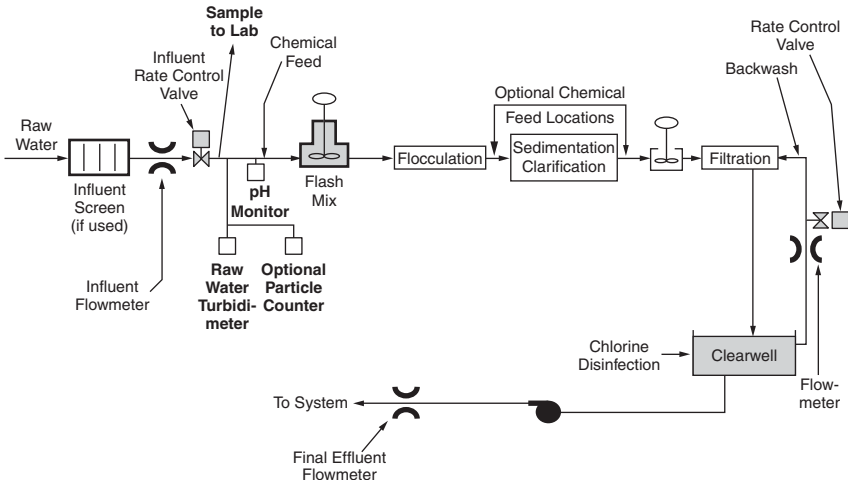 Sample
to Lab
Influent
Rate Control
Valve
Chemical
Feed
Rate Control
Valve
Backwash
Raw
Water
Optional Chemical
Feed Locations
Flocculation
Sedimentation
Clarification
Filtration
Influent
Screen
(if used)
pH
Monitor
Flash
Mix
Influent
Flowmeter
Raw
Water
Turbidi-
meter
Optional
Particle
Counter
Chlorine
Disinfection
Clearwell
Flow-
meter
To System
Final Effluent
Flowmeter